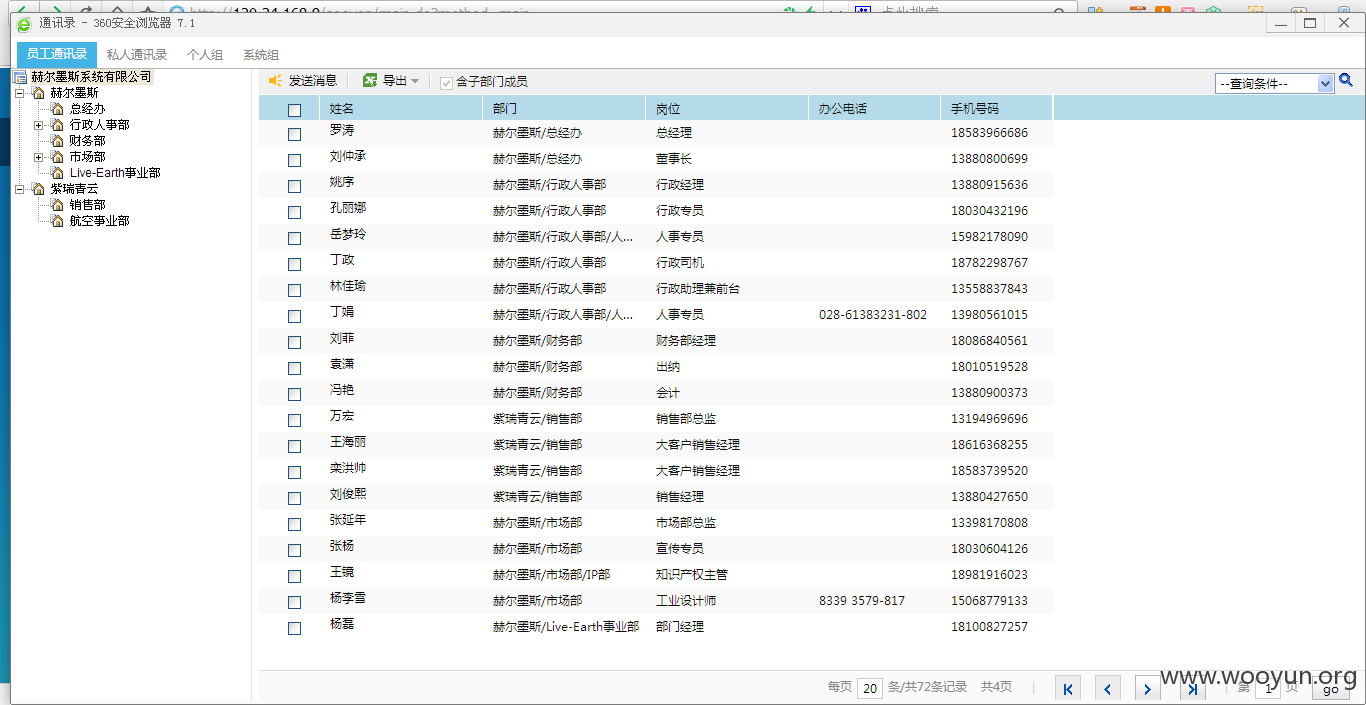 通讯录 - 360安全浏览器 7.1
员工通讯录 私人通讯录 个人组 系统组
赫尔墨斯系统有限公司
赫尔墨斯
总经办
行政人事部
财务部
市场部
Live-Earth事业部
紫瑞青云
销售部
航空事业部
发送消息 导出 含子部门成员 --查询条件--
姓名 部门 岗位 办公电话 手机号码
罗涛 赫尔墨斯/总经办 总经理 18583966686
刘仲承 赫尔墨斯/总经办 董事长 13880800699
姚序 赫尔墨斯/行政人事部 行政经理 13880915636
孔丽娜 赫尔墨斯/行政人事部 行政专员 18030432196
岳梦玲 赫尔墨斯/行政人事部/人... 人事专员 15982178090
丁政 赫尔墨斯/行政人事部 行政司机 18782298767
林佳瑜 赫尔墨斯/行政人事部 行政助理兼前台 13558837843
丁娟 赫尔墨斯/行政人事部/人... 人事专员 028-61383231-802 13980561015
刘菲 赫尔墨斯/财务部 财务部经理 18086840561
袁潇 赫尔墨斯/财务部 出纳 18010519528
冯艳 赫尔墨斯/财务部 会计 13880900373
万宏 紫瑞青云/销售部 销售部总监 13194969696
王海丽 紫瑞青云/销售部 大客户销售经理 18616368255
栾洪帅 紫瑞青云/销售部 大客户销售经理 18583739520
刘俊熙 紫瑞青云/销售部 销售经理 13880427650
张延年 赫尔墨斯/市场部 市场部总监 13398170808
张杨 赫尔墨斯/市场部 宣传专员 18030604126
王镜 赫尔墨斯/市场部/IP部 知识产权主管 18981916023
杨李雪 赫尔墨斯/市场部 工业设计师 8339 3579-817 15068779133
杨磊 赫尔墨斯/Live-Earth事业部 部门经理 18100827257
www.wooyun.org
每页 20 条/共72条记录 共4页 第 1 页 go